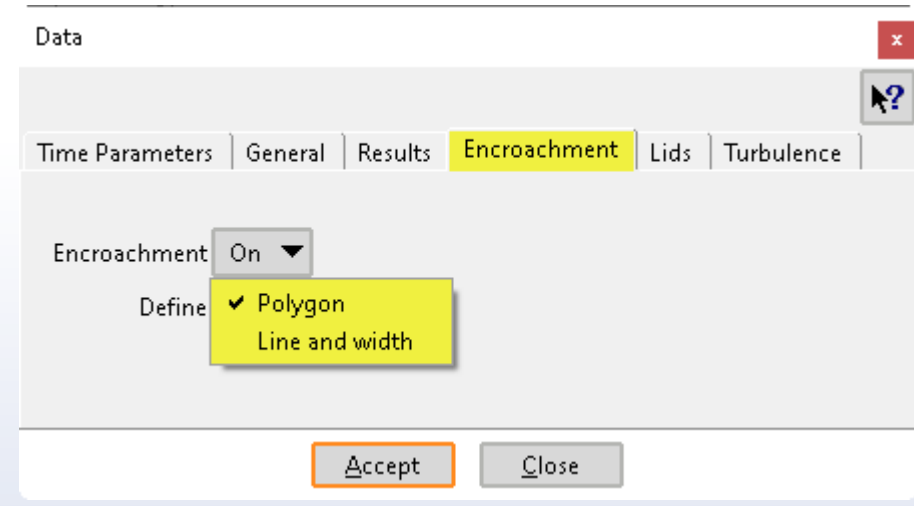 Data
x
?
Time Parameters General Results Encroachment Lids Turbulence
Encroachment On
Define ✔ Polygon
Line and width
Accept Close